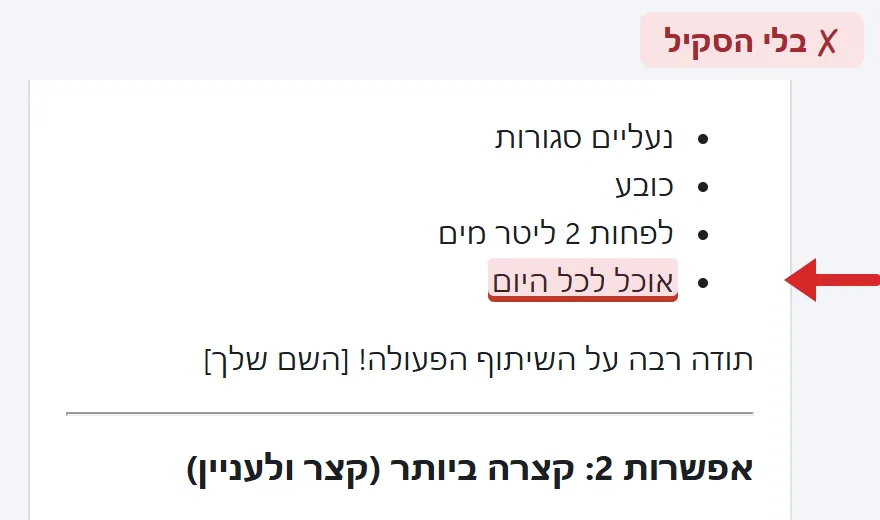 ✗ בלי הסקיל
• נעליים סגורות
• כובע
• לפחות 2 ליטר מים
• אוכל לכל היום
תודה רבה על השיתוף הפעולה! [השם שלך]
אפשרות 2: קצרה ביותר (קצר ולעניין)